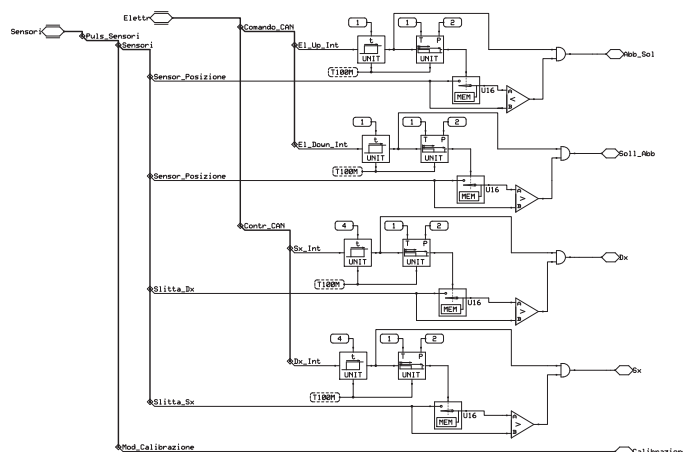 Elettr
Sensori
Puls_Sensori
Comando_CAN
Sensori
El_Up_Int
1
1
2
t
T P
UNIT
UNIT
Abb_Sol
T100M
Sensor_Posizione
MEM
U16
A
<
B
1
1
2
t
T P
El_Down_Int
UNIT
UNIT
Soll_Abb
T100M
Sensor_Posizione
MEM
U16
A
>
B
Contr_CAN
4
1
2
t
T P
Sx_Int
UNIT
UNIT
Dx
T100M
Slitta_Dx
MEM
U16
A
>
B
4
1
2
t
T P
Dx_Int
UNIT
UNIT
Sx
T100M
Slitta_Sx
MEM
U16
A
>
B
Mod_Calibrazione